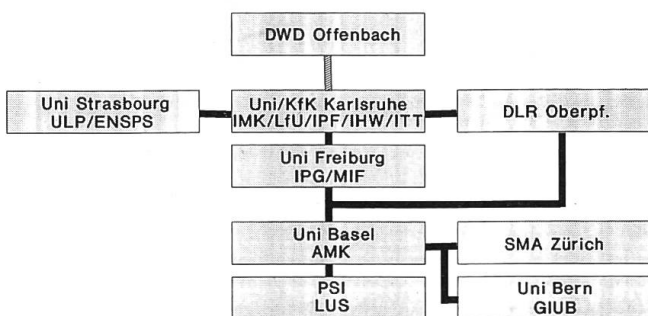 DWD Offenbach
Uni Strasbourg
ULP/ENSPS
Uni/KfK Karlsruhe
IMK/LfU/IPF/IHW/ITT
DLR Oberpf.
Uni Freiburg
IPG/MIF
Uni Basel
AMK
SMA Zürich
PSI
LUS
Uni Bern
GIUB